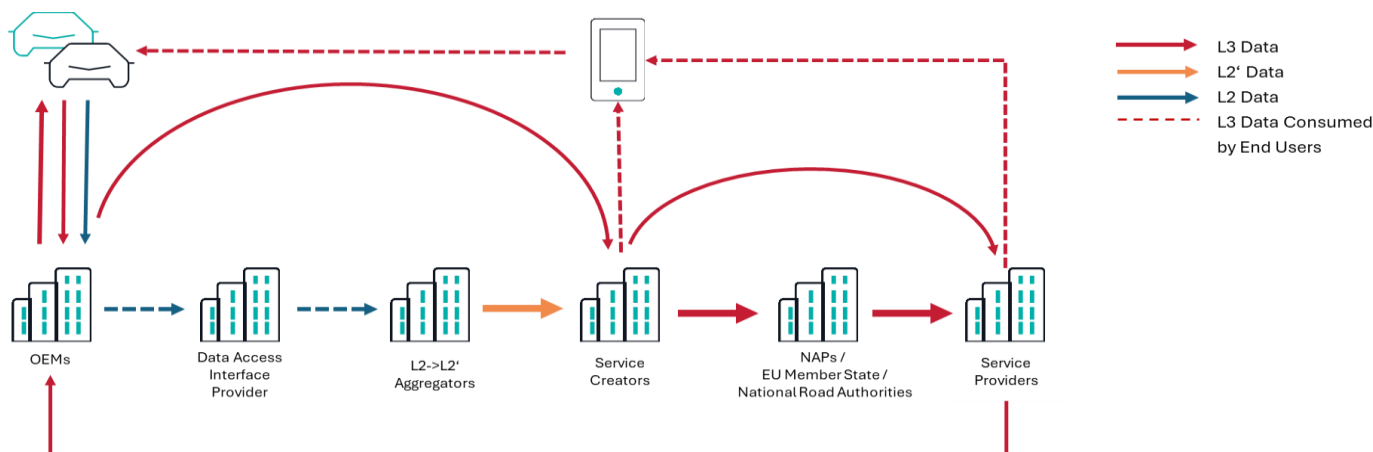 L3 Data
L2‘ Data
L2 Data
L3 Data Consumed
by End Users
OEMs
Data Access
Interface
Provider
L2->L2‘
Aggregators
Service
Creators
NAPs /
EU Member State /
National Road Authorities
Service
Providers